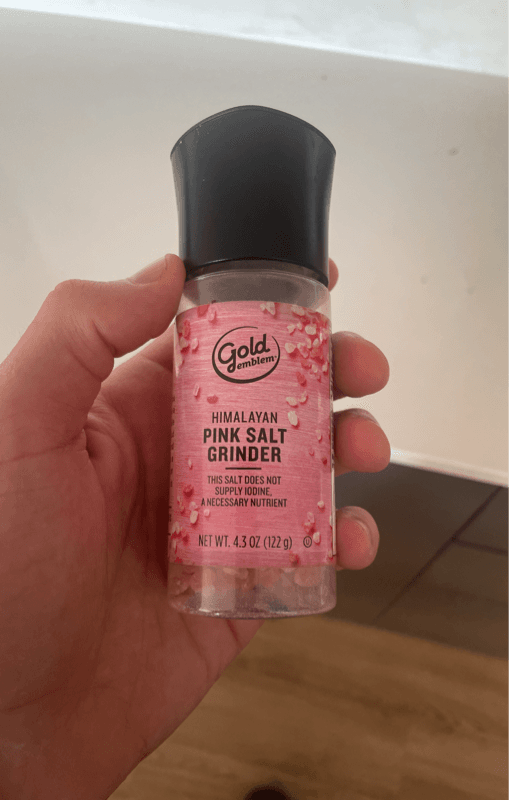 Gold
emblem
HIMALAYAN
PINK SALT
GRINDER
THIS SALT DOES NOT
SUPPLY IODINE,
A NECESSARY NUTRIENT
NET WT. 4.3 OZ (122 g)